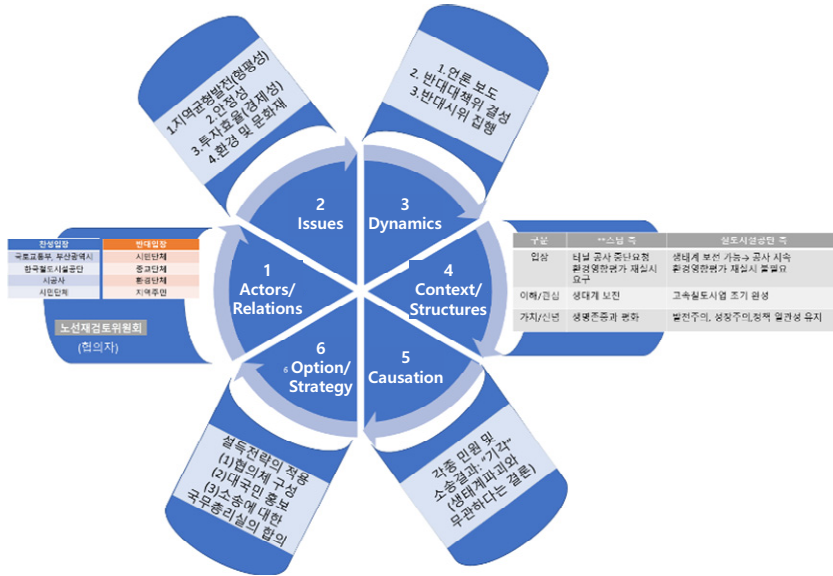 1.지역균형발전(형평성)
2.안정성
3.투자효율(경제성)
4.환경 및 문화재
1.언론 보도
2. 반대대책위 결성
3.반대시위 집행
2
Issues
3
Dynamics
찬성입장 반대입장
국토교통부, 부산광역시 시민단체
한국철도시설공단 종교단체
시공사 환경단체
시민단체 지역주민
노선재검토위원회
(협의자)
1
Actors/
Relations
4
Context/
Structures
구분 **스님 측 철도시설공단 측
입장 터널 공사 중단요청 생태계 보전 가능→ 공사 지속
환경영향평가 재실시 환경영향평가 재실시 불필요
요구
이해/관심 생태계 보전 고속철도사업 조기 완성
가치/신념 생명존중과 평화 발전주의, 성장주의,정책 일관성 유지
6
6 Option/
Strategy
5
Causation
설득전략의 적용
(1)협의체 구성
(2)대국민 홍보
(3)소송에 대한
국무총리실의 합의
각종 민원 및
소송결과: "기각"
(생태계파괴와
무관하다는 결론)